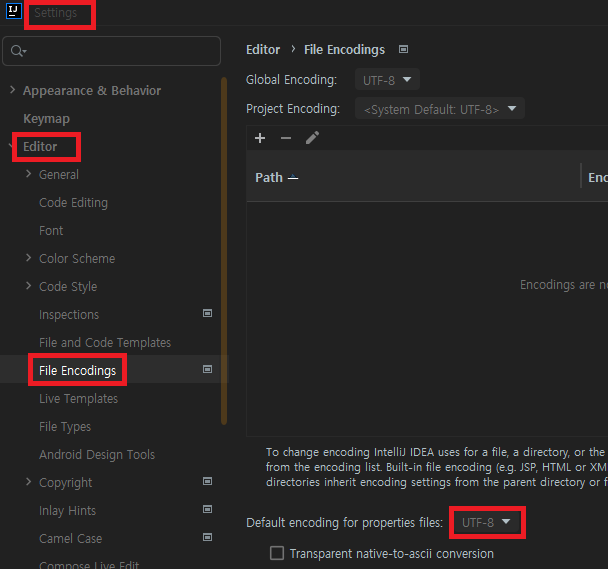 IJ
Settings
Editor › File Encodings
Global Encoding: UTF-8
Project Encoding: <System Default: UTF-8>
Path
Enc
Encodings are no
To change encoding IntelliJ IDEA uses for a file, a directory, or the
from the encoding list. Built-in file encoding (e.g. JSP, HTML or XM
directories inherit encoding settings from the parent directory or f
Default encoding for properties files: UTF-8
Transparent native-to-ascii conversion
Appearance & Behavior
Keymap
Editor
General
Code Editing
Font
Color Scheme
Code Style
Inspections
File and Code Templates
File Encodings
Live Templates
File Types
Android Design Tools
Copyright
Inlay Hints
Camel Case
Compose Live Edit